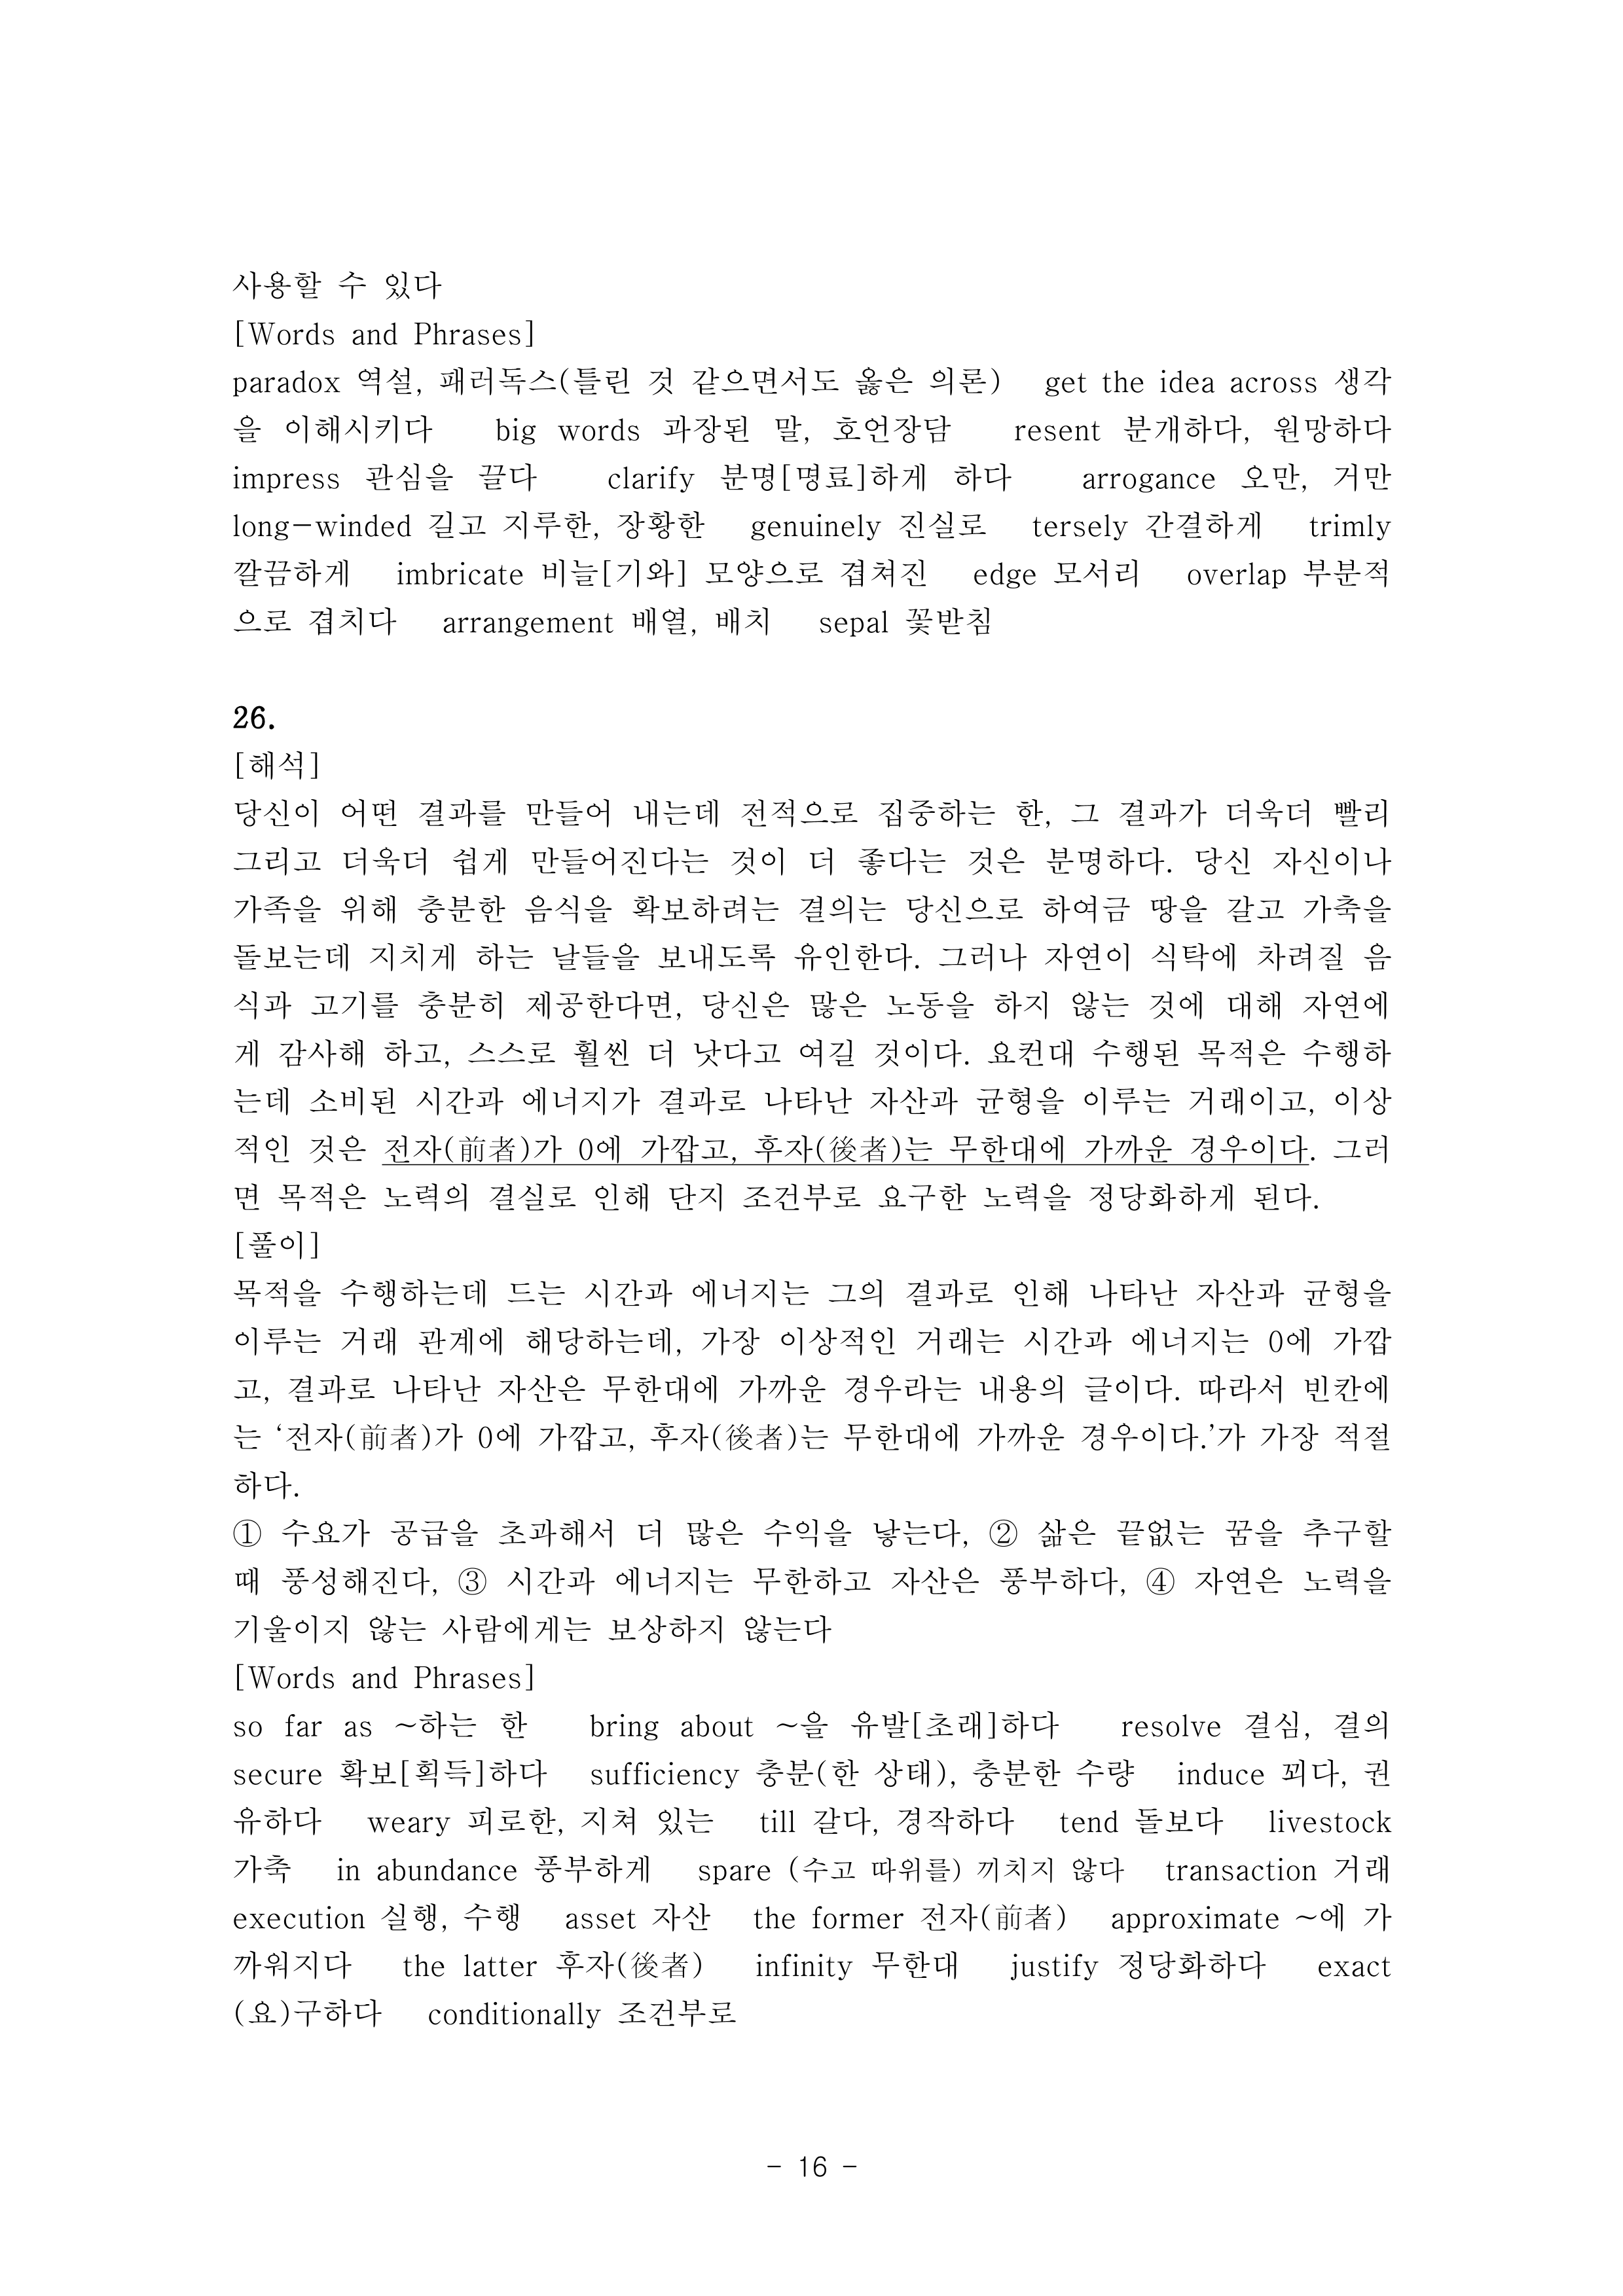 사용할 수 있다
[Words and Phrases]
paradox 역설, 패러독스(틀린 것 같으면서도 옳은 의론) get the idea across 생각
을 이해시키다 big words 과장된 말, 호언장담 resent 분개하다, 원망하다
impress 관심을 끌다 clarify 분명[명료]하게 하다 arrogance 오만, 거만
long-winded 길고 지루한, 장황한 genuinely 진실로 tersely 간결하게 trimly
깔끔하게 imbricate 비늘[기와] 모양으로 겹쳐진 edge 모서리 overlap 부분적
으로 겹치다 arrangement 배열, 배치 sepal 꽃받침
26.
[해석]
당신이 어떤 결과를 만들어 내는데 전적으로 집중하는 한, 그 결과가 더욱더 빨리
그리고 더욱더 쉽게 만들어진다는 것이 더 좋다는 것은 분명하다. 당신 자신이나
가족을 위해 충분한 음식을 확보하려는 결의는 당신으로 하여금 땅을 갈고 가축을
돌보는데 지치게 하는 날들을 보내도록 유인한다. 그러나 자연이 식탁에 차려질 음
식과 고기를 충분히 제공한다면, 당신은 많은 노동을 하지 않는 것에 대해 자연에
게 감사해 하고, 스스로 훨씬 더 낫다고 여길 것이다. 요컨대 수행된 목적은 수행하
는데 소비된 시간과 에너지가 결과로 나타난 자산과 균형을 이루는 거래이고, 이상
적인 것은 전자(前者)가 0에 가깝고, 후자(後者)는 무한대에 가까운 경우이다. 그러
면 목적은 노력의 결실로 인해 단지 조건부로 요구한 노력을 정당화하게 된다.
[풀이]
목적을 수행하는데 드는 시간과 에너지는 그의 결과로 인해 나타난 자산과 균형을
이루는 거래 관계에 해당하는데, 가장 이상적인 거래는 시간과 에너지는 0에 가깝
고, 결과로 나타난 자산은 무한대에 가까운 경우라는 내용의 글이다. 따라서 빈칸에
는 ‘전자(前者)가 0에 가깝고, 후자(後者)는 무한대에 가까운 경우이다.’가 가장 적절
하다.
① 수요가 공급을 초과해서 더 많은 수익을 낳는다, ② 삶은 끝없는 꿈을 추구할
때 풍성해진다, ③ 시간과 에너지는 무한하고 자산은 풍부하다, ④ 자연은 노력을
기울이지 않는 사람에게는 보상하지 않는다
[Words and Phrases]
so far as ~하는 한 bring about ~을 유발[초래]하다 resolve 결심, 결의
secure 확보[획득]하다 sufficiency 충분(한 상태), 충분한 수량 induce 꾀다, 권
유하다 weary 피로한, 지쳐 있는 till 갈다, 경작하다 tend 돌보다 livestock
가축 in abundance 풍부하게 spare (수고 따위를) 끼치지 않다 transaction 거래
execution 실행, 수행 asset 자산 the former 전자(前者) approximate ~에 가
까워지다 the latter 후자(後者) infinity 무한대 justify 정당화하다 exact
(요)구하다 conditionally 조건부로
- 16 -